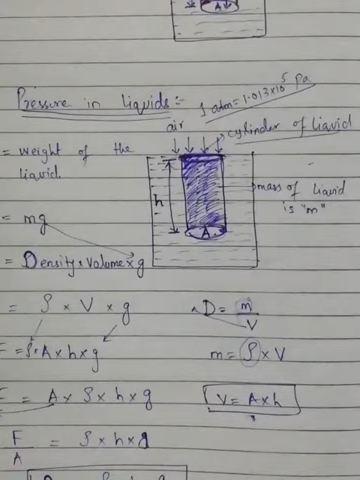 A
Pressure in liquids :-
1 atm = 1.013×10⁵ Pa
air
cylinder of liquid
= weight of the
liquid
h
A
mass of liquid
is "m"
= mg
= Density × volume × g
= ρ × V × g
D = m/V
= ρ × A × h × g
m = ρ × V
= A × ρ × h × g
V = A × h
F/A = ρ × h × g